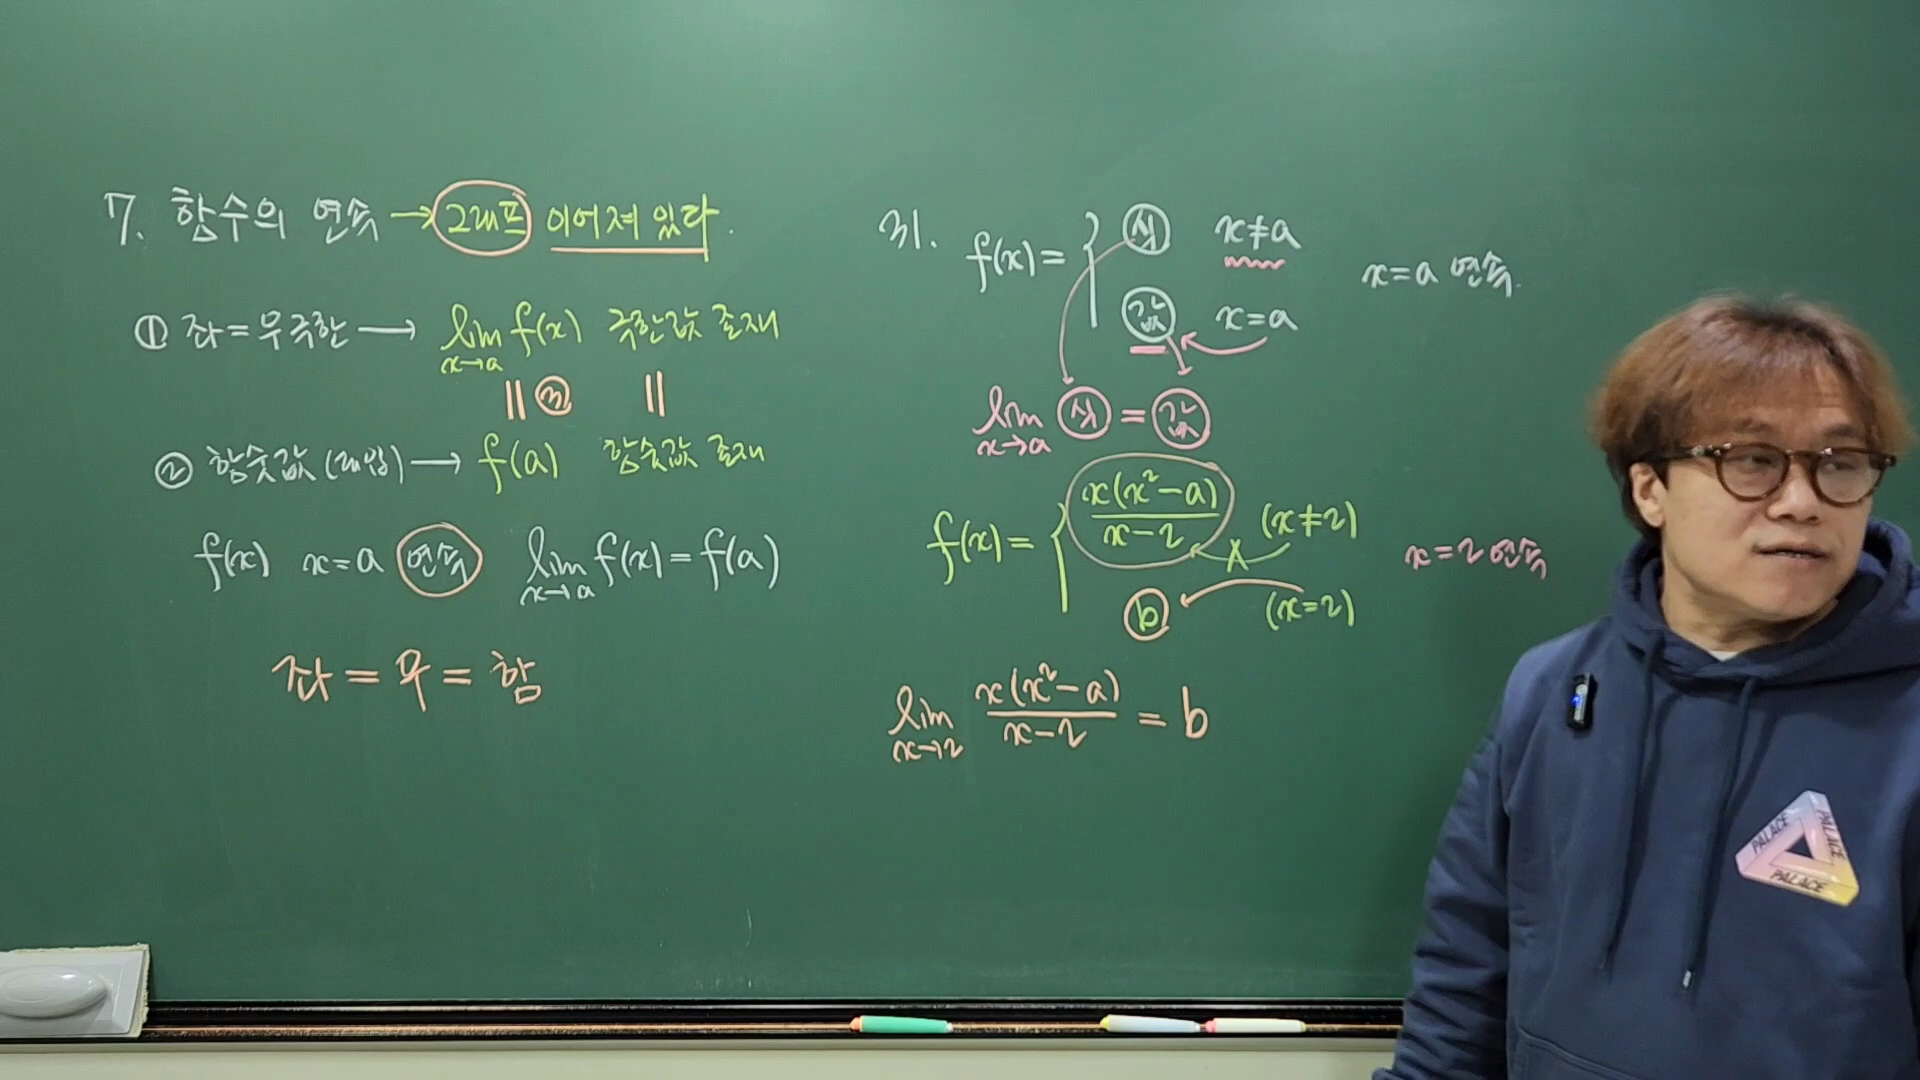 7. 함수의 연속 → 그래프 이어져 있다.
① 좌=우극한 → lim x→a f(x) 극한값 존재
|| ③ ||
② 함숫값 (대입) → f(a) 함숫값 존재
f(x) x=a 연속 lim x→a f(x) = f(a)
좌 = 우 = 함
31. f(x) = { 식 x≠a
값 x=a
x=a 연속.
lim x→a 식 = 값
f(x) = { x(x²-a) / x-2 (x≠2)
b (x=2)
x=2 연속
lim x→2 x(x²-a) / x-2 = b
PALACE PALACE PALACE